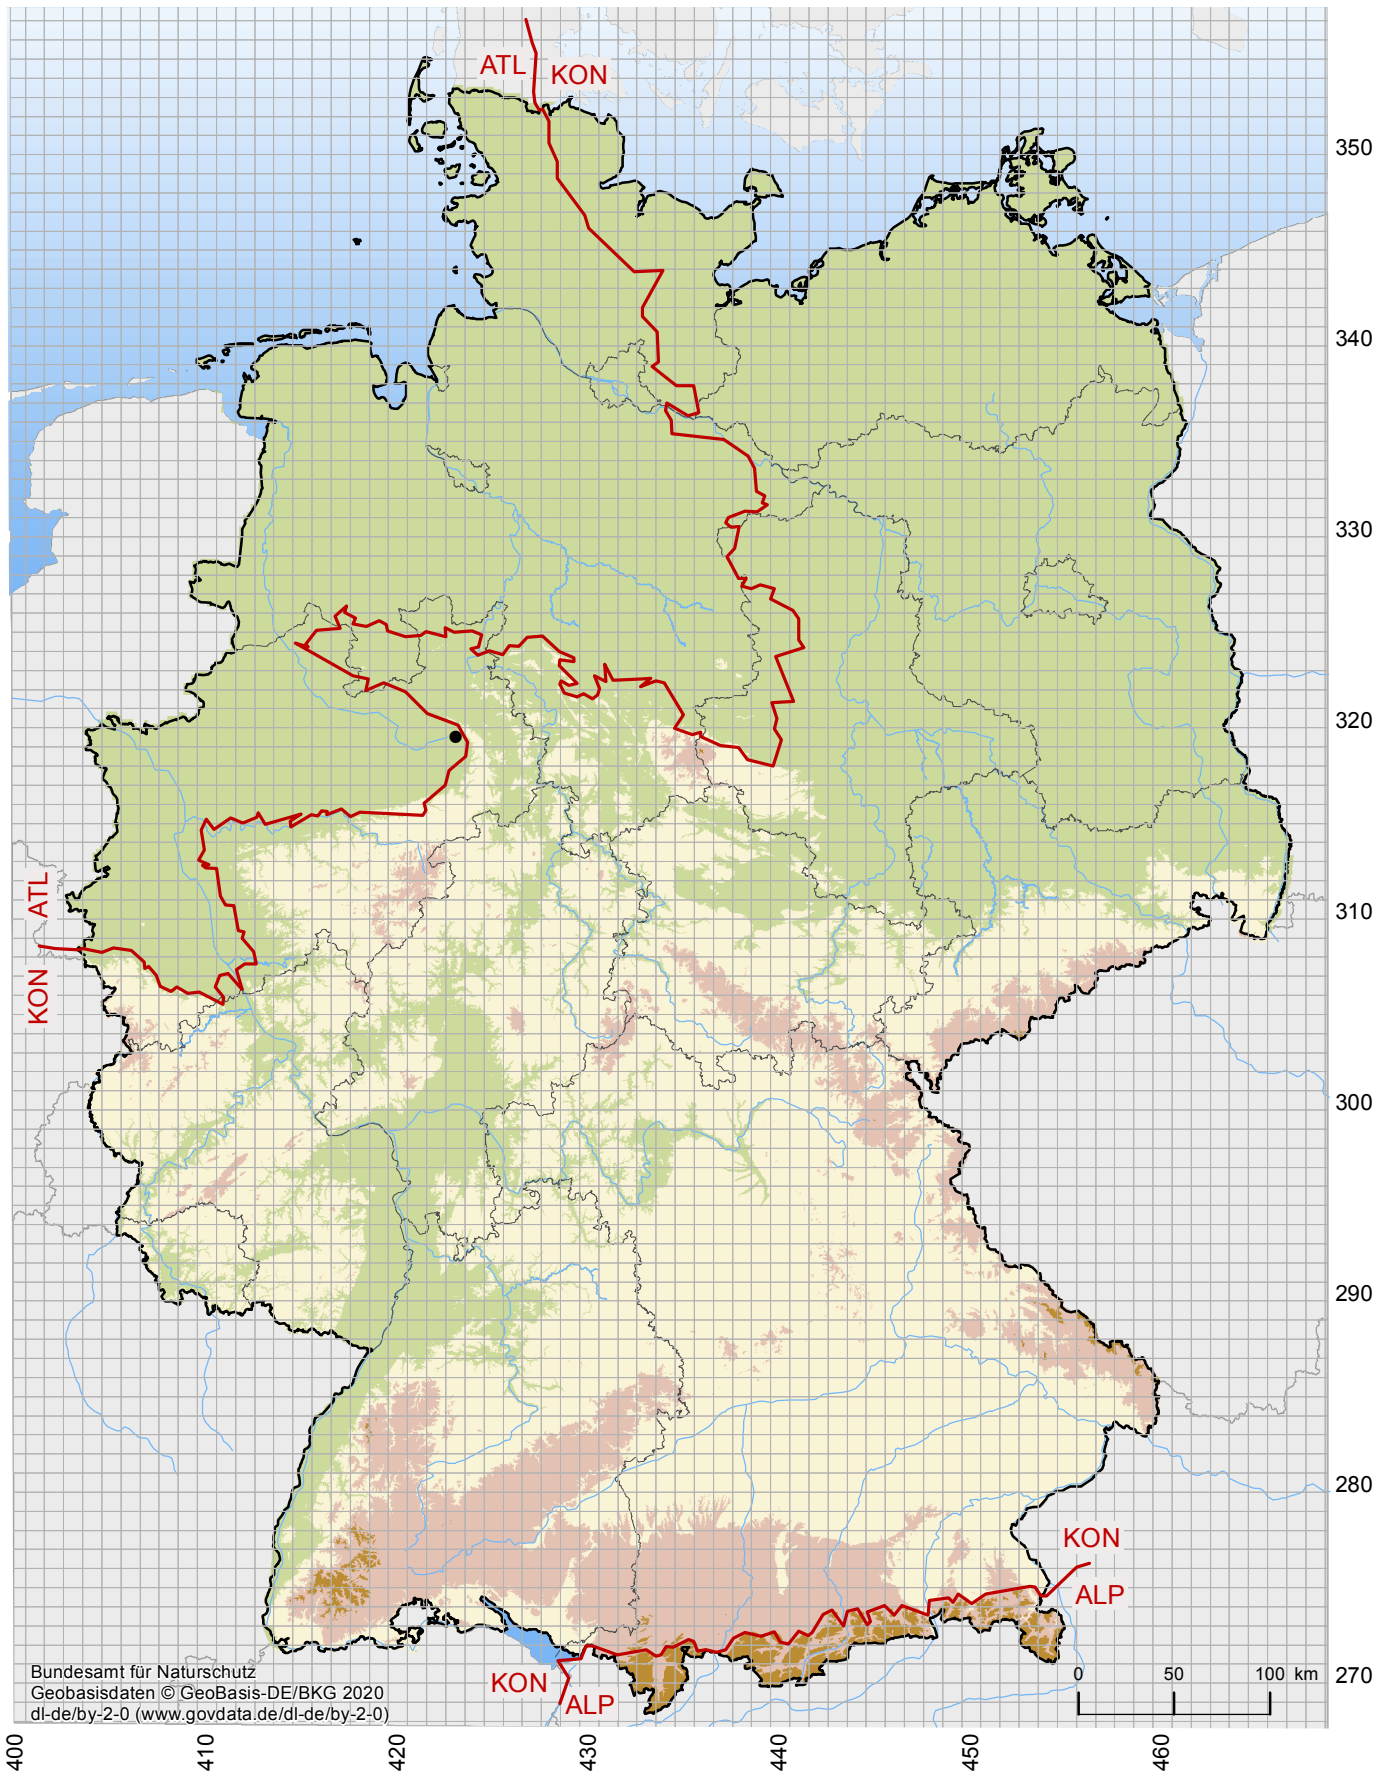 ATL KON
350
340
330
320
ATL
310
KON
300
290
280
KON
ALP
Bundesamt für Naturschutz
Geobasisdaten © GeoBasis-DE/BKG 2020
dl-de/by-2-0 (www.govdata.de/dl-de/by-2-0)
KON
ALP
0 50 100 km
270
400 410 420 430 440 450 460